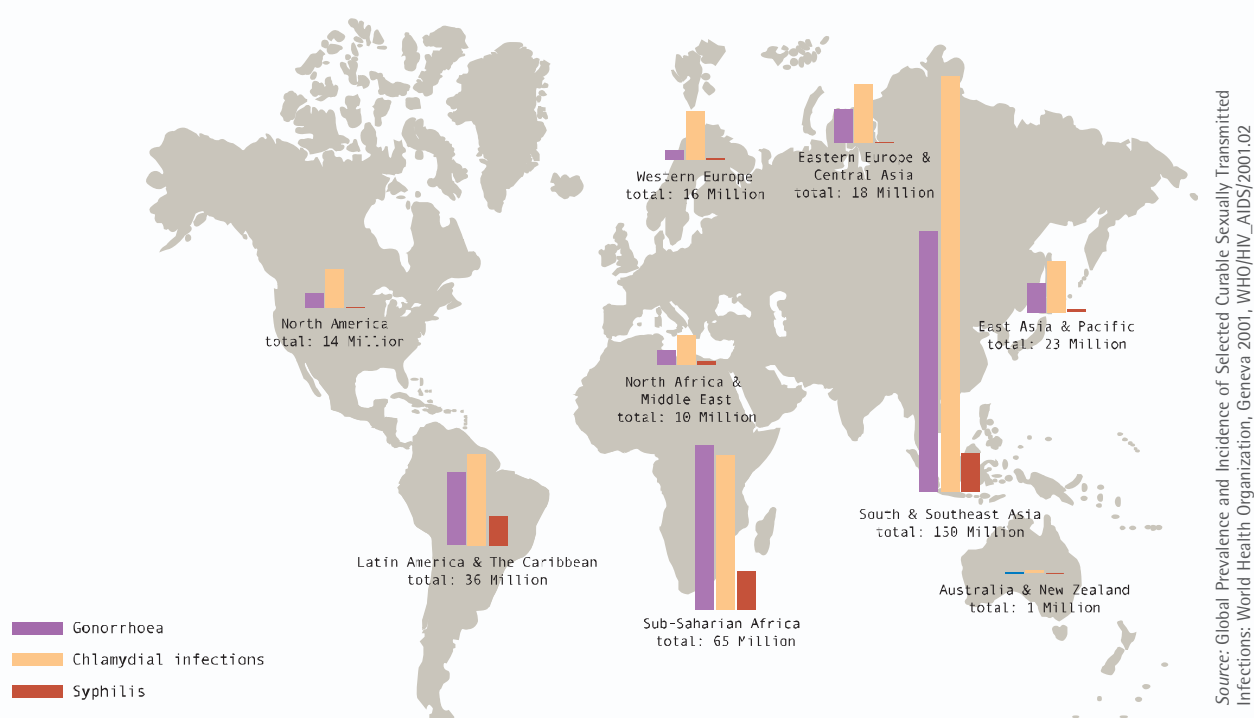 Western Europe
total: 16 Million
Eastern Europe &
Central Asia
total: 18 Million
North America
total: 14 Million
East Asia & Pacific
total: 23 Million
North Africa &
Middle East
total: 10 Million
South & Southeast Asia
total: 150 Million
Latin America & The Caribbean
total: 36 Million
Australia & New Zealand
total: 1 Million
Sub-Saharian Africa
total: 65 Million
Gonorrhoea
Chlamydial infections
Syphilis
Source: Global Prevalence and Incidence of Selected Curable Sexually Transmitted
Infections: World Health Organization, Geneva 2001, WHO/HIV_AIDS/2001.02